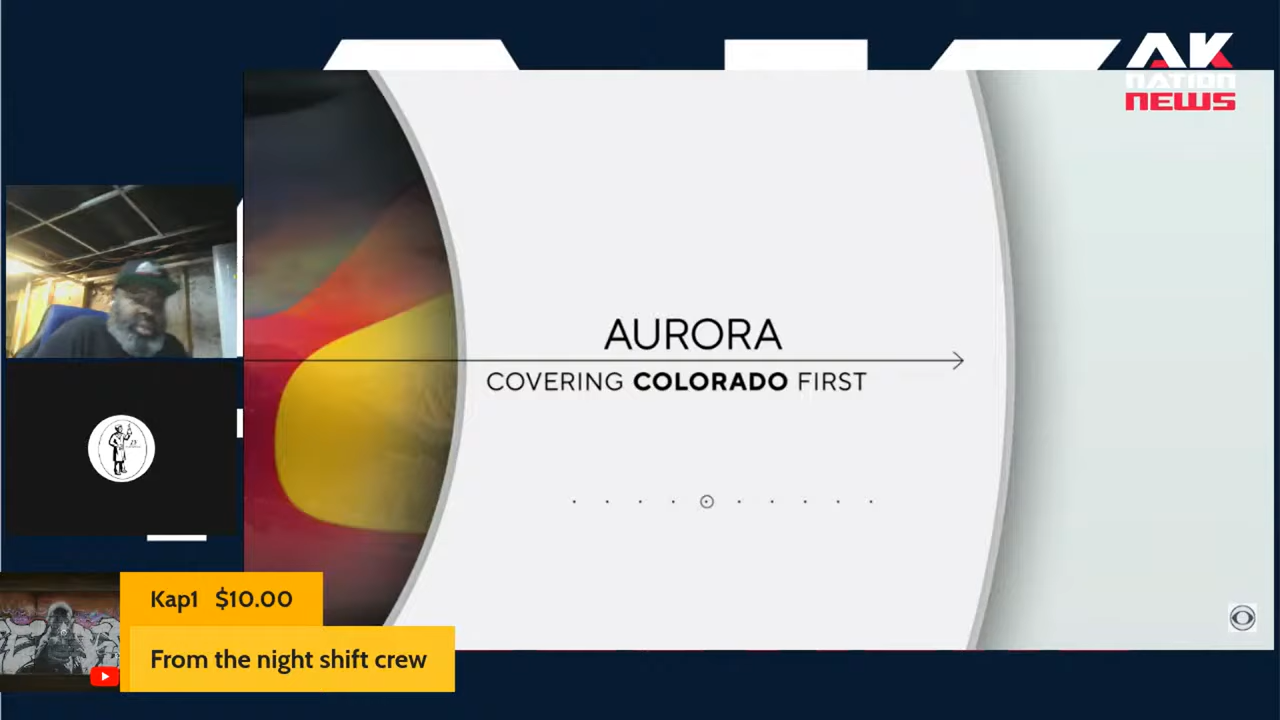 AK
NATION
NEWS
AURORA
COVERING COLORADO FIRST
Kap1 $10.00
From the night shift crew